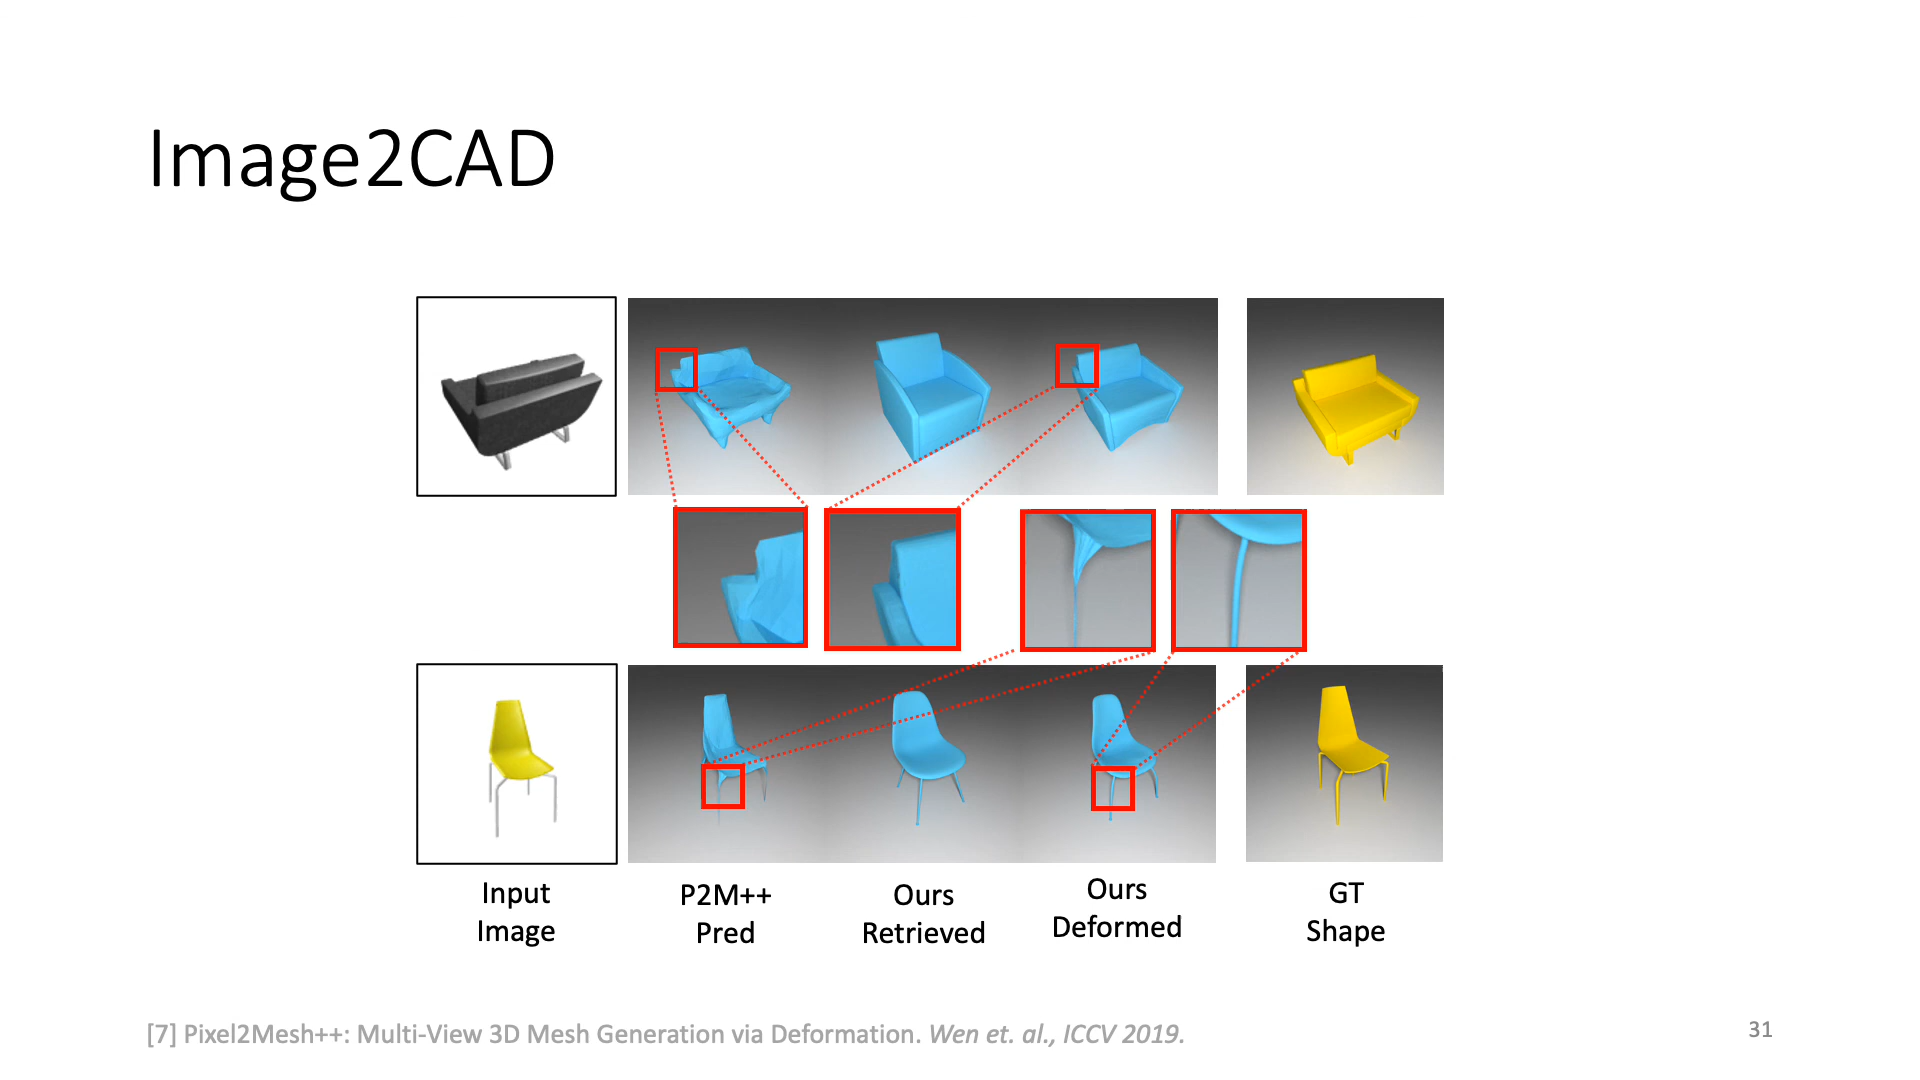 Image2CAD
Input
Image
P2M++
Pred
Ours
Retrieved
Ours
Deformed
GT
Shape
[7] Pixel2Mesh++: Multi-View 3D Mesh Generation via Deformation. Wen et. al., ICCV 2019.
31